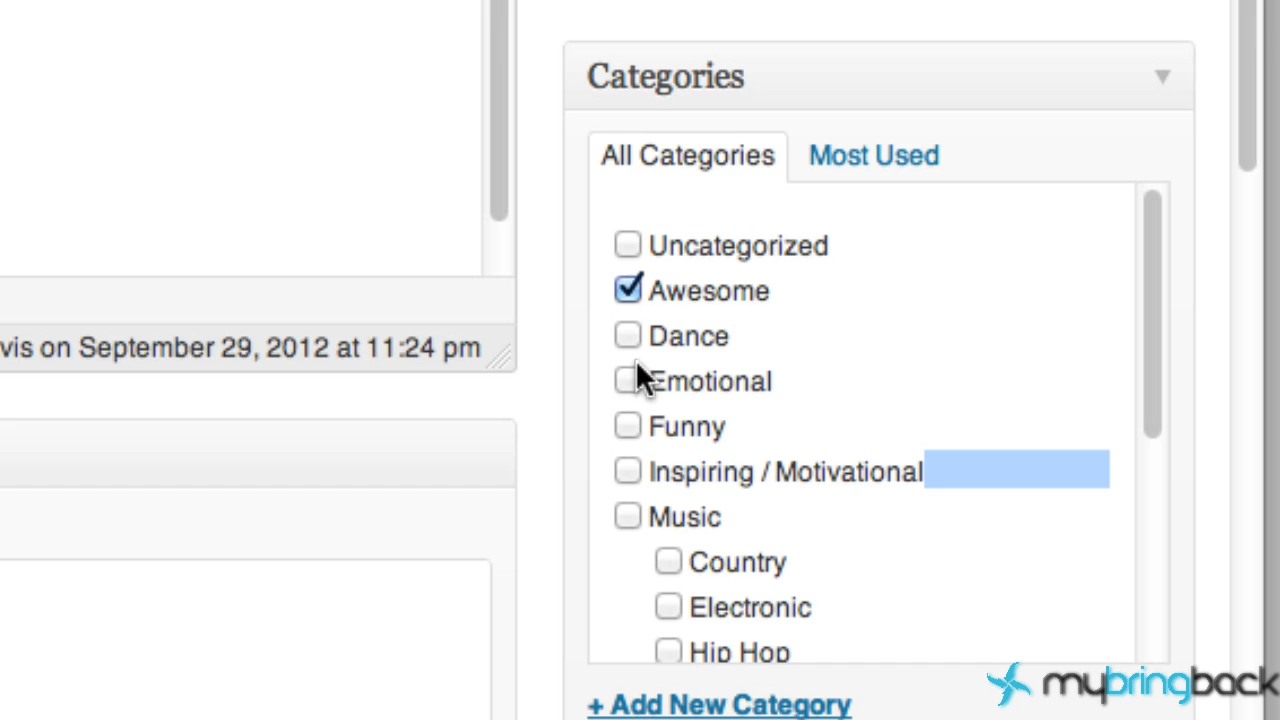 Categories
All Categories Most Used
Uncategorized
Awesome
Dance
Emotional
Funny
Inspiring / Motivational
Music
Country
Electronic
Hip Hop
+ Add New Category
vis on September 29, 2012 at 11:24 pm
mybringback